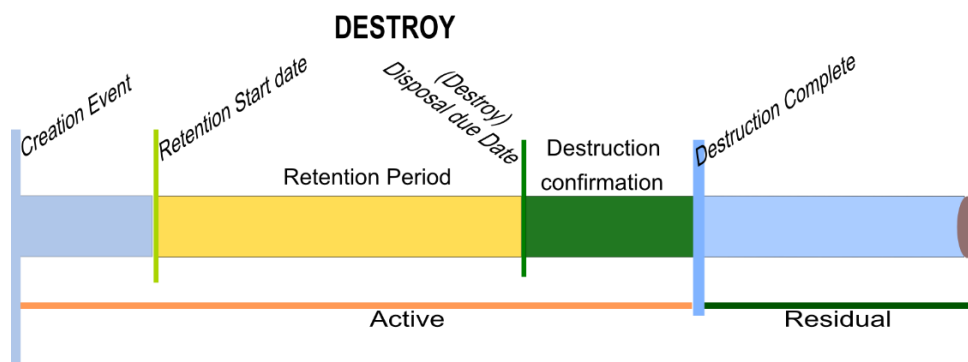 DESTROY
Creation Event
Retention Start date
(Destroy)
Disposal due Date
Destruction Complete
Retention Period
Destruction
confirmation
Active
Residual